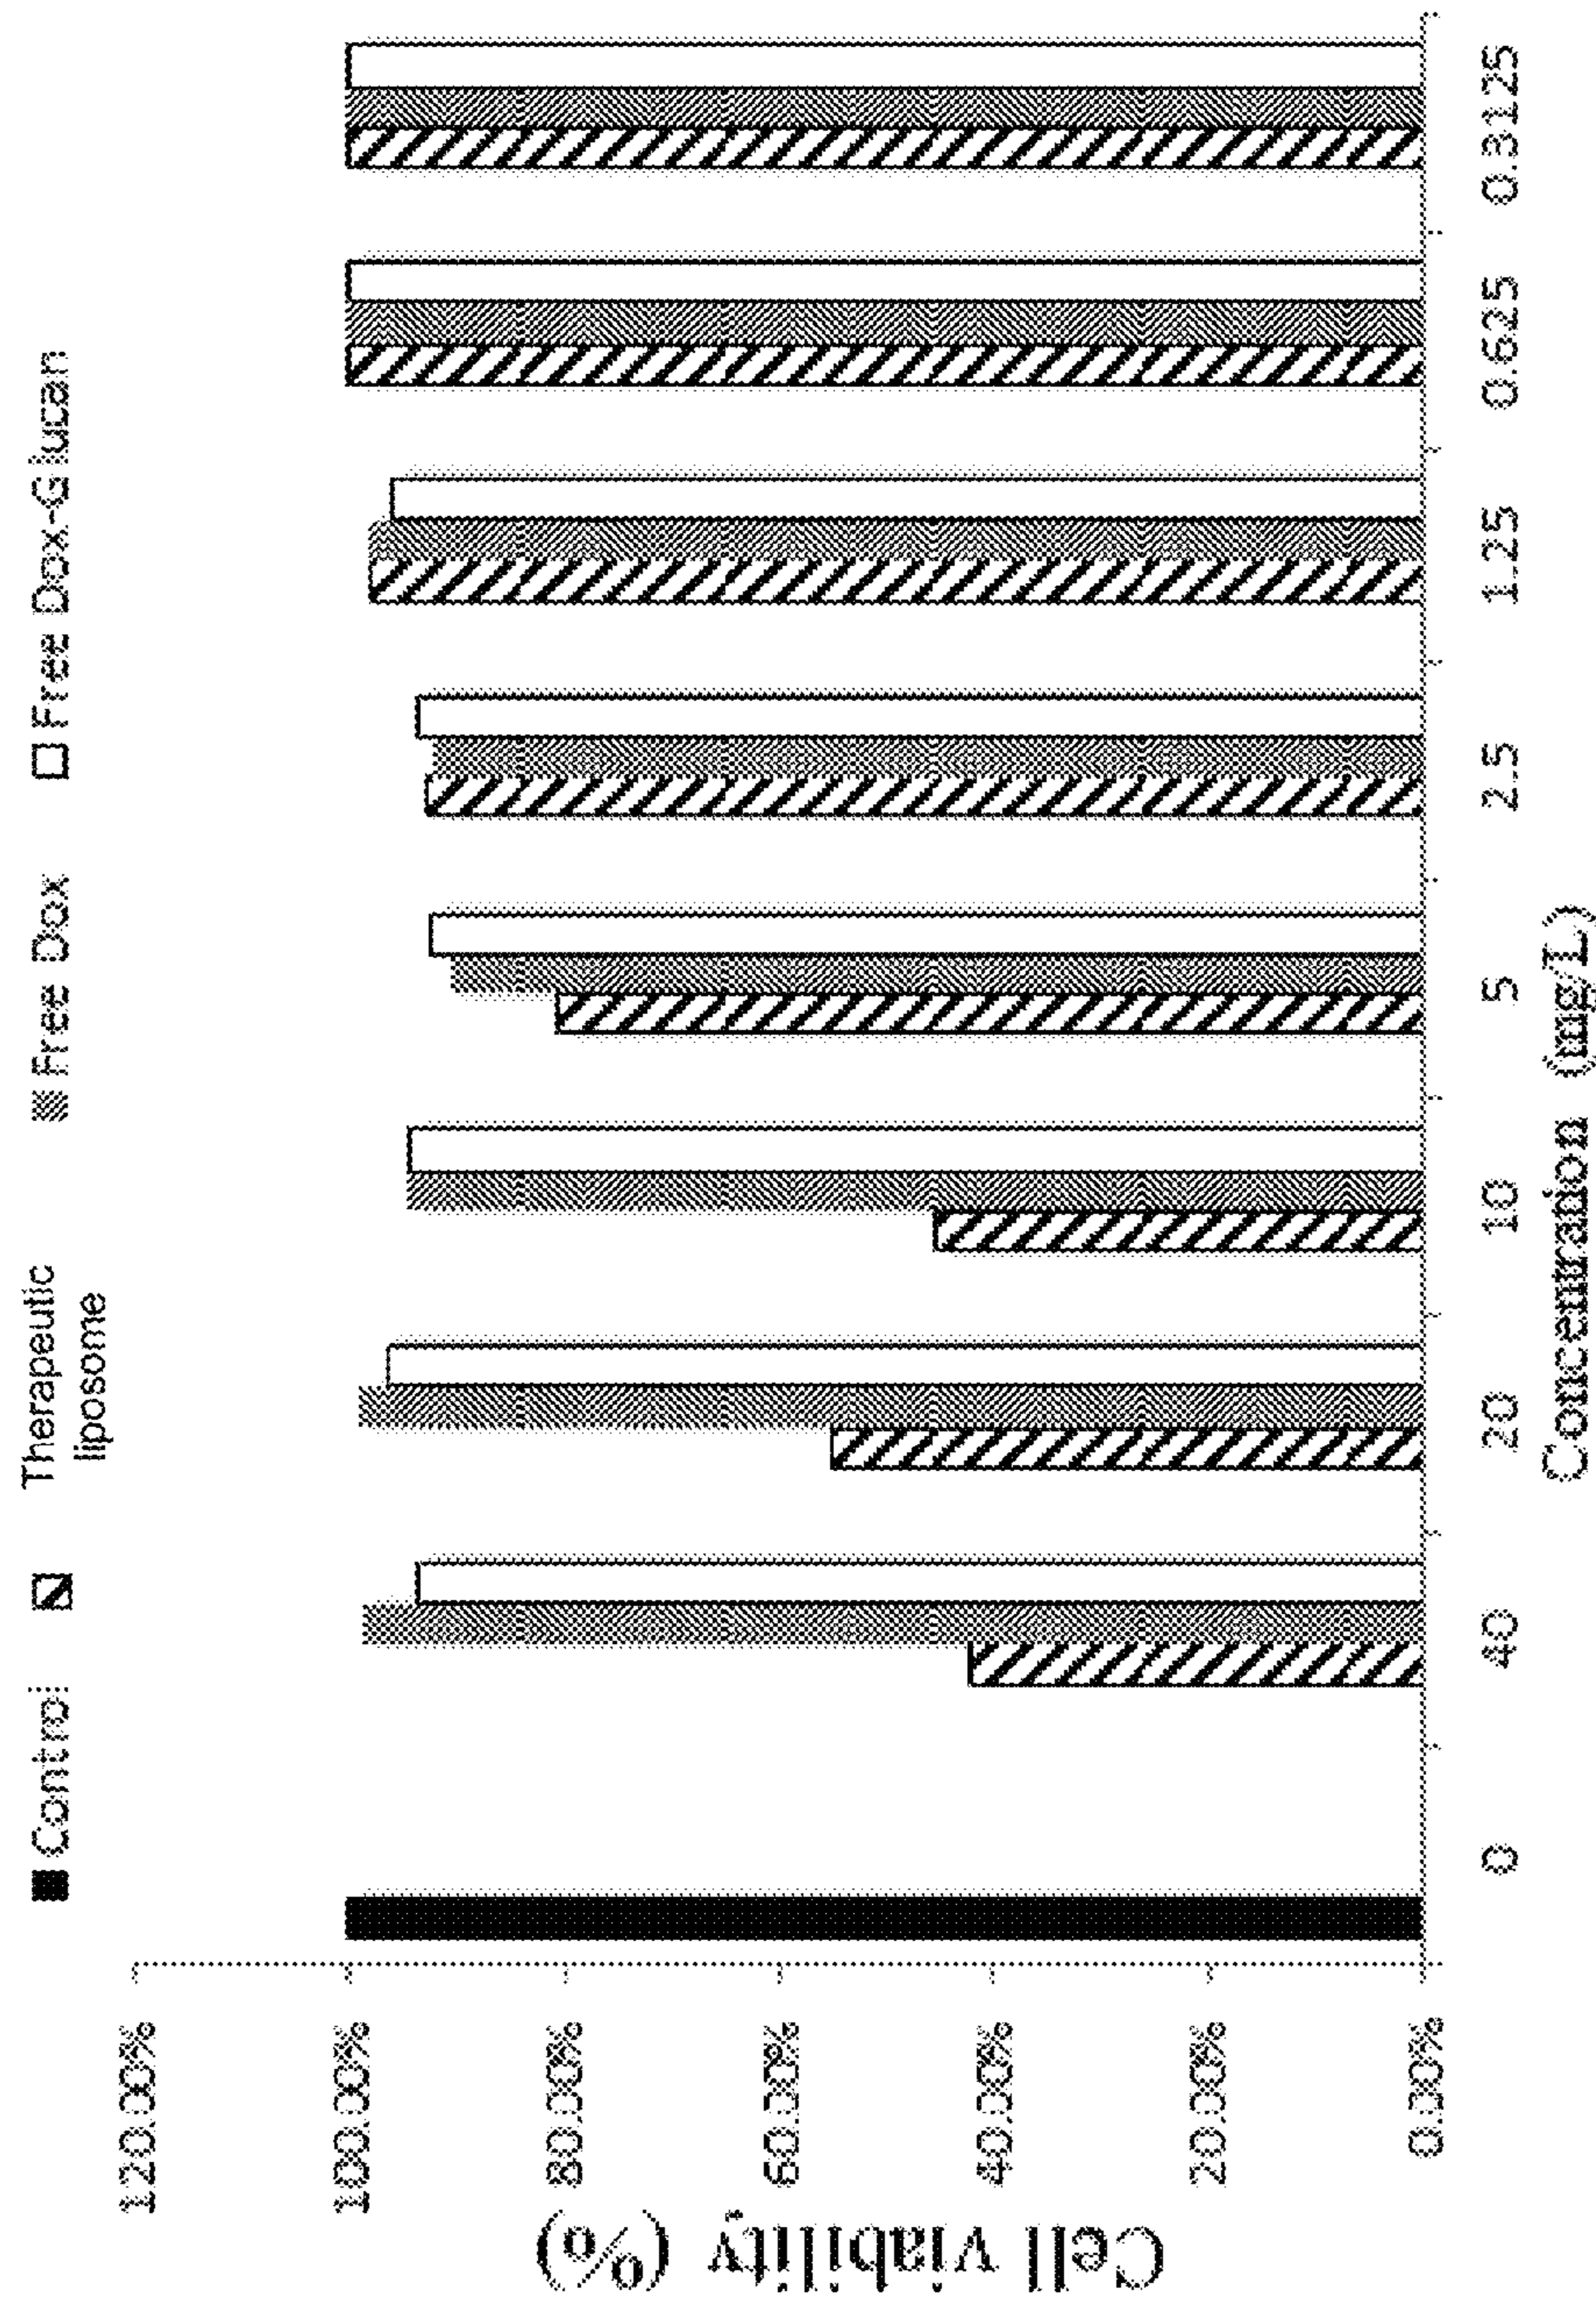 Control
Therapeutic
liposome
Free Dox
Free Dox-Glucan
120.00%
100.00%
80.00%
60.00%
40.00%
20.00%
0.00%
Cell viability (%)
0 40 20 10 5 2.5 1.25 0.625 0.3125
Concentration (mg/L)